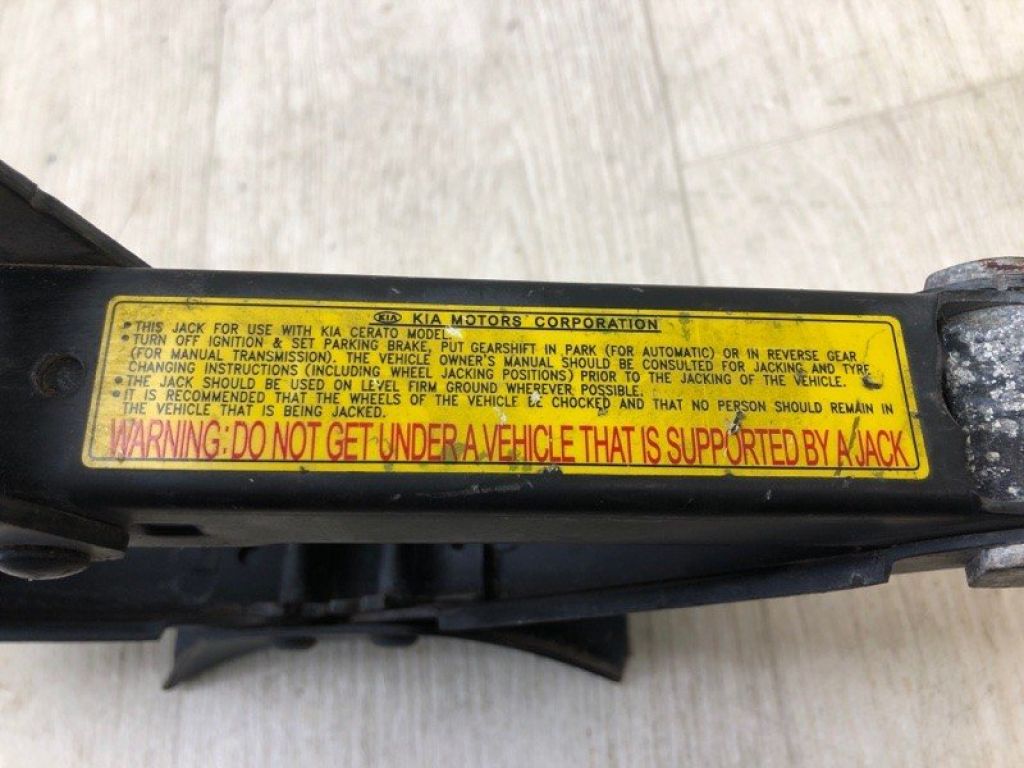 KIA KIA MOTORS CORPORATION
• THIS JACK FOR USE WITH KIA CERATO MODEL.
• TURN OFF IGNITION & SET PARKING BRAKE, PUT GEARSHIFT IN PARK (FOR AUTOMATIC) OR IN REVERSE GEAR
(FOR MANUAL TRANSMISSION). THE VEHICLE OWNER'S MANUAL SHOULD BE CONSULTED FOR JACKING AND TYRE
CHANGING INSTRUCTIONS (INCLUDING WHEEL JACKING POSITIONS) PRIOR TO THE JACKING OF THE VEHICLE.
• THE JACK SHOULD BE USED ON LEVEL FIRM GROUND WHEREVER POSSIBLE.
• IT IS RECOMMENDED THAT THE WHEELS OF THE VEHICLE BE CHOCKED AND THAT NO PERSON SHOULD REMAIN IN
THE VEHICLE THAT IS BEING JACKED.
WARNING: DO NOT GET UNDER A VEHICLE THAT IS SUPPORTED BY A JACK